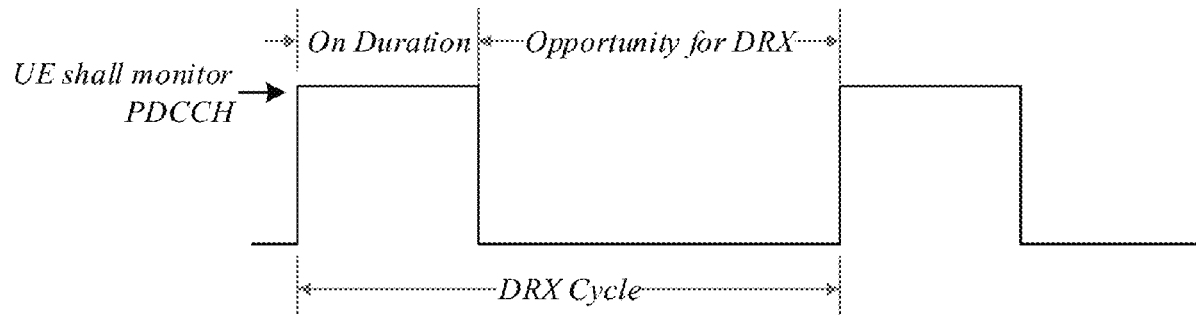 On Duration
Opportunity for DRX
UE shall monitor
PDCCH
DRX Cycle